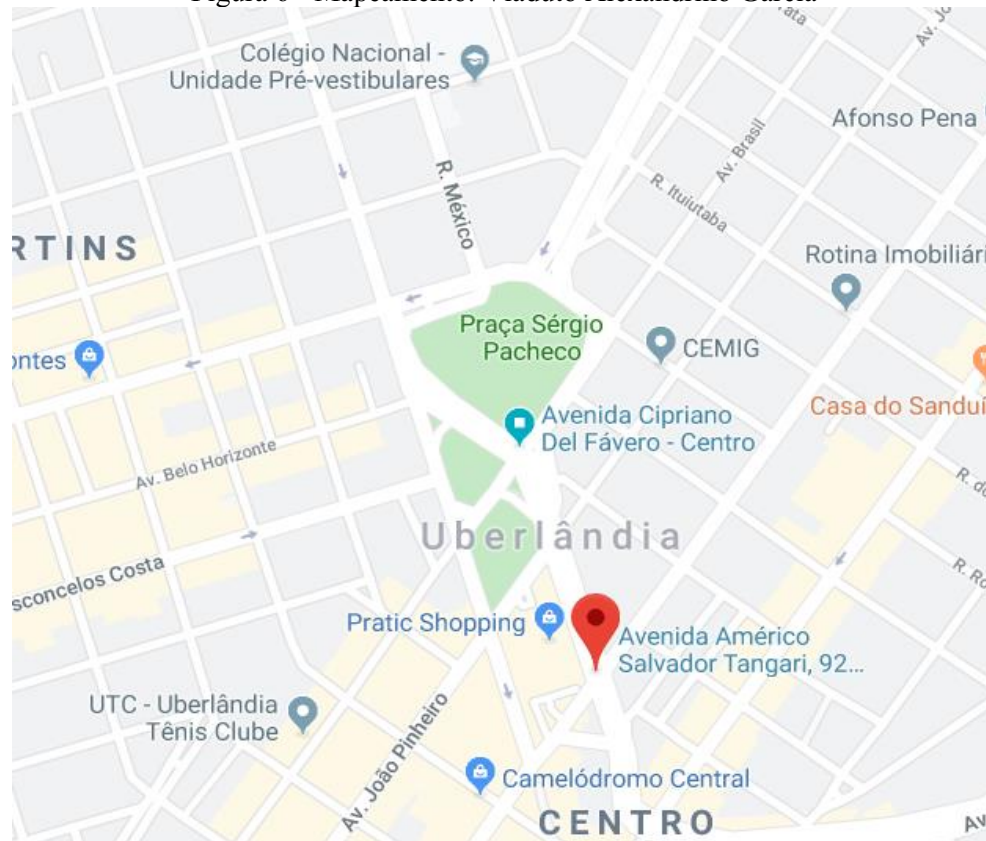 Colégio Nacional -
Unidade Pré-vestibulares
Av. Brasil
Afonso Pena
R. México
R. Ituiutaba
RTINS
Rotina Imobiliári
Praça Sérgio
Pacheco
CEMIG
ontes
Casa do Sanduí
Avenida Cipriano
Del Fávero - Centro
Av. Belo Horizonte
Uberlândia
sconcelos Costa
R. Ro
Pratic Shopping
Avenida Américo
Salvador Tangari, 92...
UTC - Uberlândia
Tênis Clube
Av. João Pinheiro
Camelódromo Central
CENTRO
Av